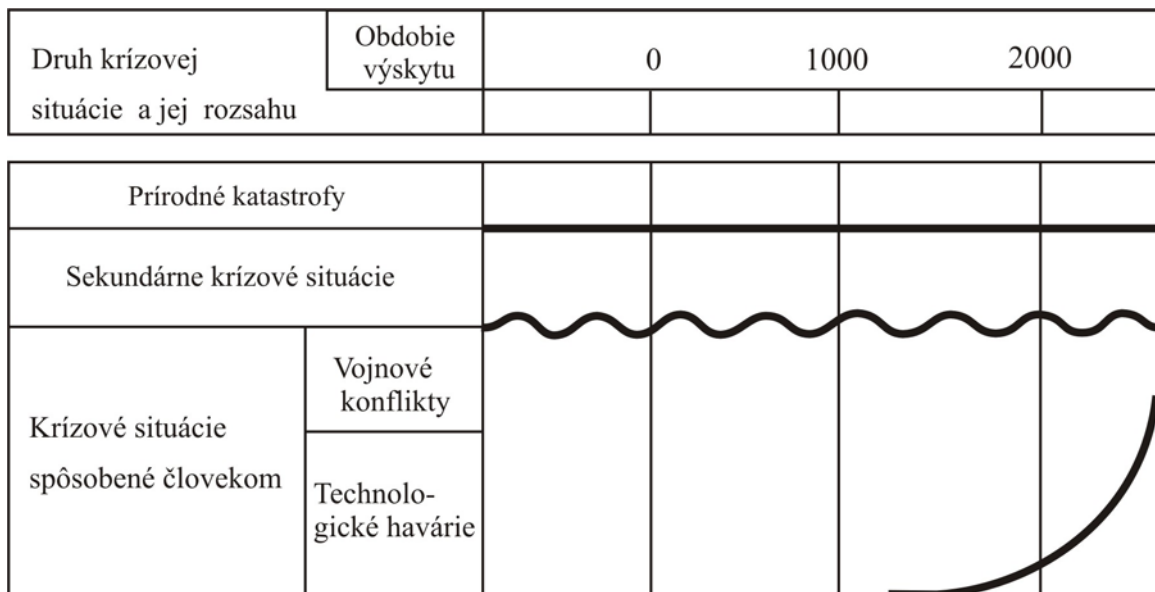 Druh krízovej
situácie a jej rozsahu
Obdobie
výskytu
0
1000
2000
Prírodné katastrofy
Sekundárne krízové situácie
Krízové situácie
spôsobené človekom
Vojnové
konflikty
Technolo-
gické havárie